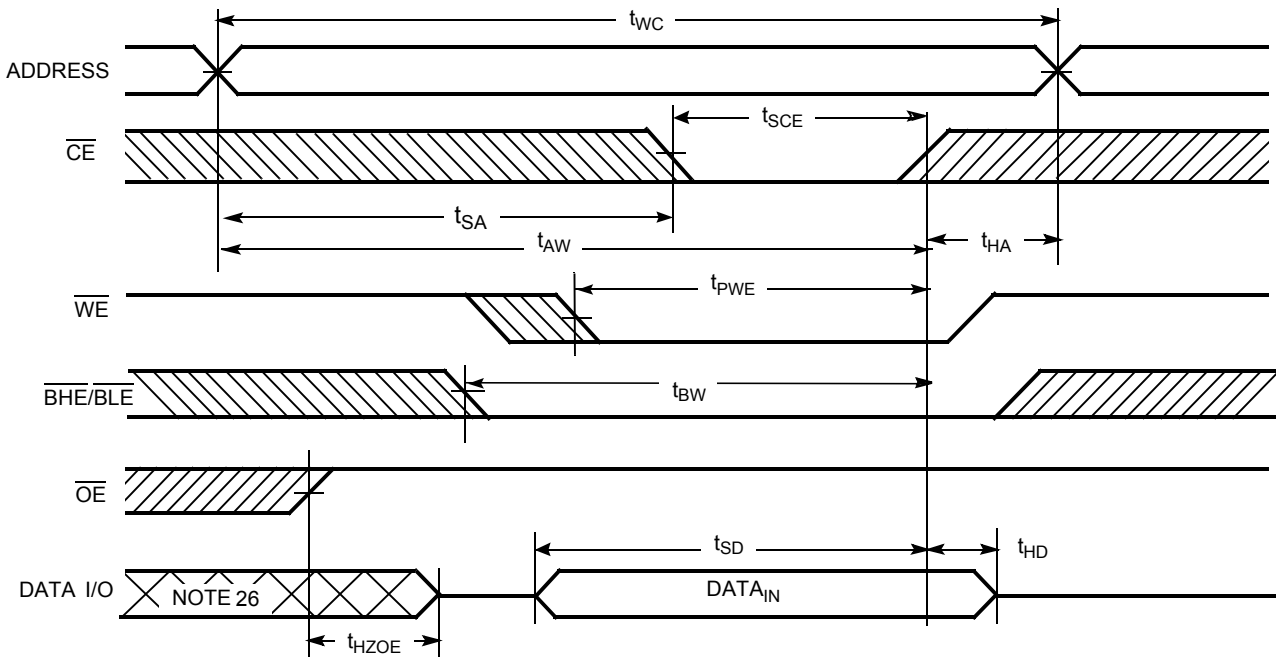 tWC
ADDRESS
tSCE
CE
tSA
tAW
tHA
tPWE
WE
BHE/BLE
tBW
OE
tSD
tHD
DATA I/O
NOTE 26
DATAIN
tHZOE